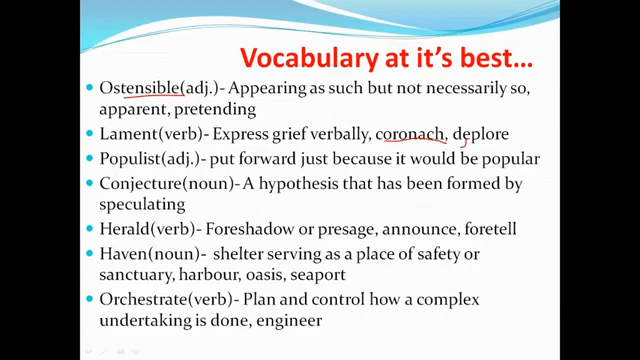 Vocabulary at it's best...
Ostensible(adj.)- Appearing as such but not necessarily so,
apparent, pretending
Lament(verb)- Express grief verbally, coronach, deplore
Populist(adj.)- put forward just because it would be popular
Conjecture(noun)- A hypothesis that has been formed by
speculating
Herald(verb)- Foreshadow or presage, announce, foretell
Haven(noun)- shelter serving as a place of safety or
sanctuary, harbour, oasis, seaport
Orchestrate(verb)- Plan and control how a complex
undertaking is done, engineer